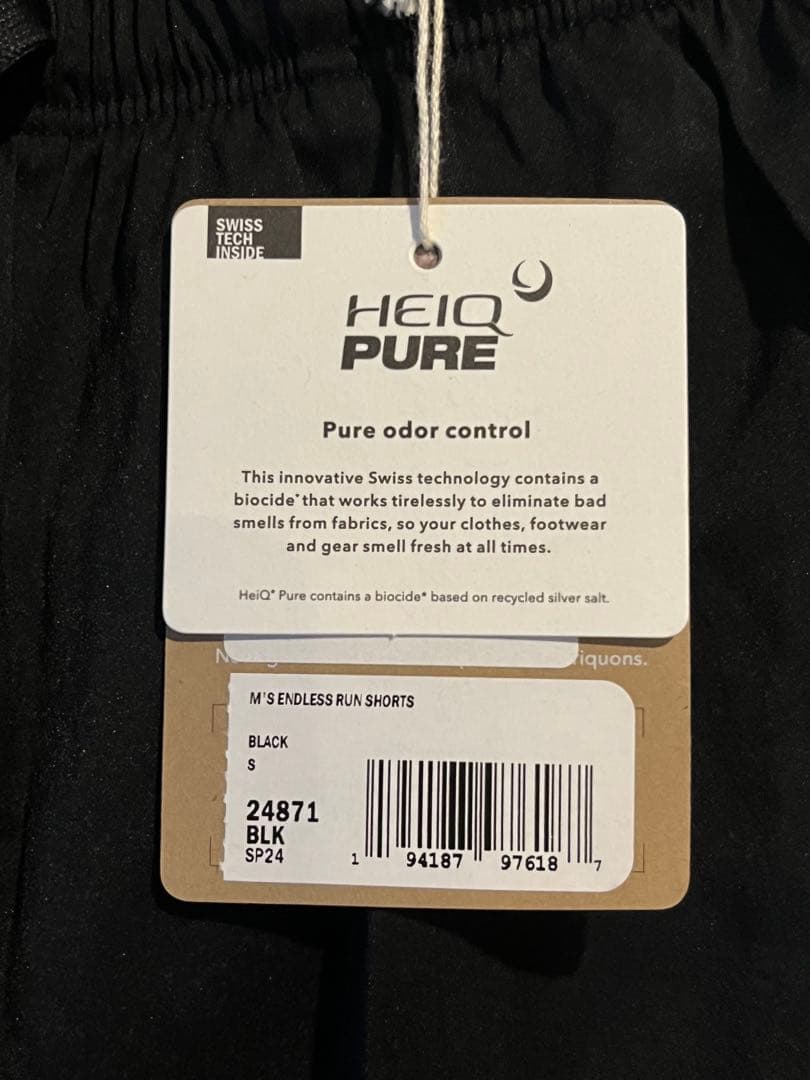 SWISS
TECH
INSIDE
HEIQ
PURE
Pure odor control
This innovative Swiss technology contains a
biocide* that works tirelessly to eliminate bad
smells from fabrics, so your clothes, footwear
and gear smell fresh at all times.
HeiQ® Pure contains a biocide* based on recycled silver salt.
M'S ENDLESS RUN SHORTS
BLACK
S
24871
BLK
SP24
1 94187 97618 7